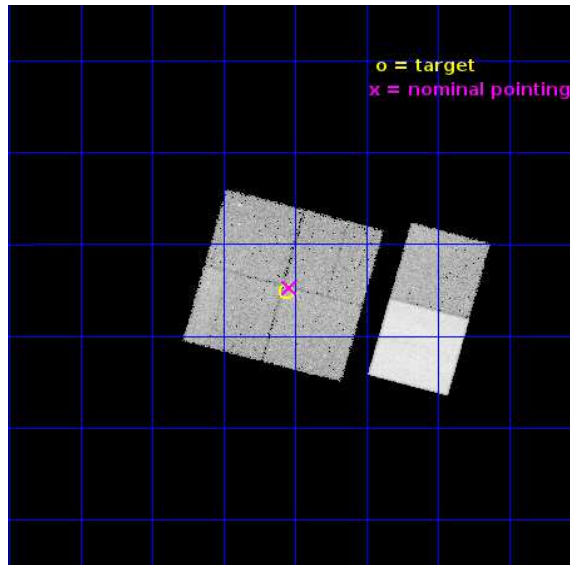 o = target
x = nominal pointing